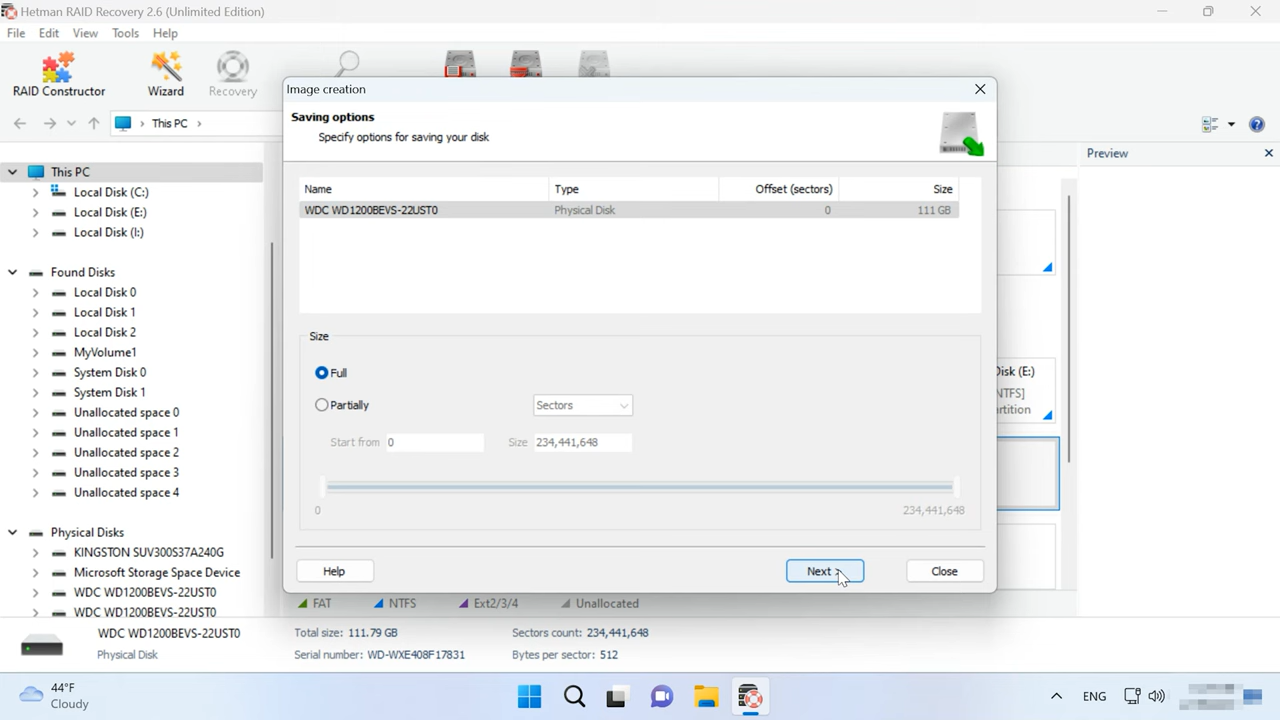 Hetman RAID Recovery 2.6 (Unlimited Edition)
File Edit View Tools Help
RAID Constructor
Wizard
Recovery
This PC
Image creation
Saving options
Specify options for saving your disk
Preview
Name Type Offset (sectors) Size
WDC WD1200BEVS-22UST0 Physical Disk 0 111 GB
This PC
Local Disk (C:)
Local Disk (E:)
Local Disk (I:)
Found Disks
Local Disk 0
Local Disk 1
Local Disk 2
MyVolume1
System Disk 0
System Disk 1
Unallocated space 0
Unallocated space 1
Unallocated space 2
Unallocated space 3
Unallocated space 4
Physical Disks
KINGSTON SUV300S37A240G
Microsoft Storage Space Device
WDC WD1200BEVS-22UST0
WDC WD1200BEVS-22UST0
Size
Full
Partially Sectors
Start from 0 Size 234,441,648
0 234,441,648
Disk (E:)
NTFS]
rtition
Help Next > Close
FAT NTFS Ext2/3/4 Unallocated
WDC WD1200BEVS-22UST0
Physical Disk
Total size: 111.79 GB
Serial number: WD-WXE408F17831
Sectors count: 234,441,648
Bytes per sector: 512
44°F
Cloudy
ENG